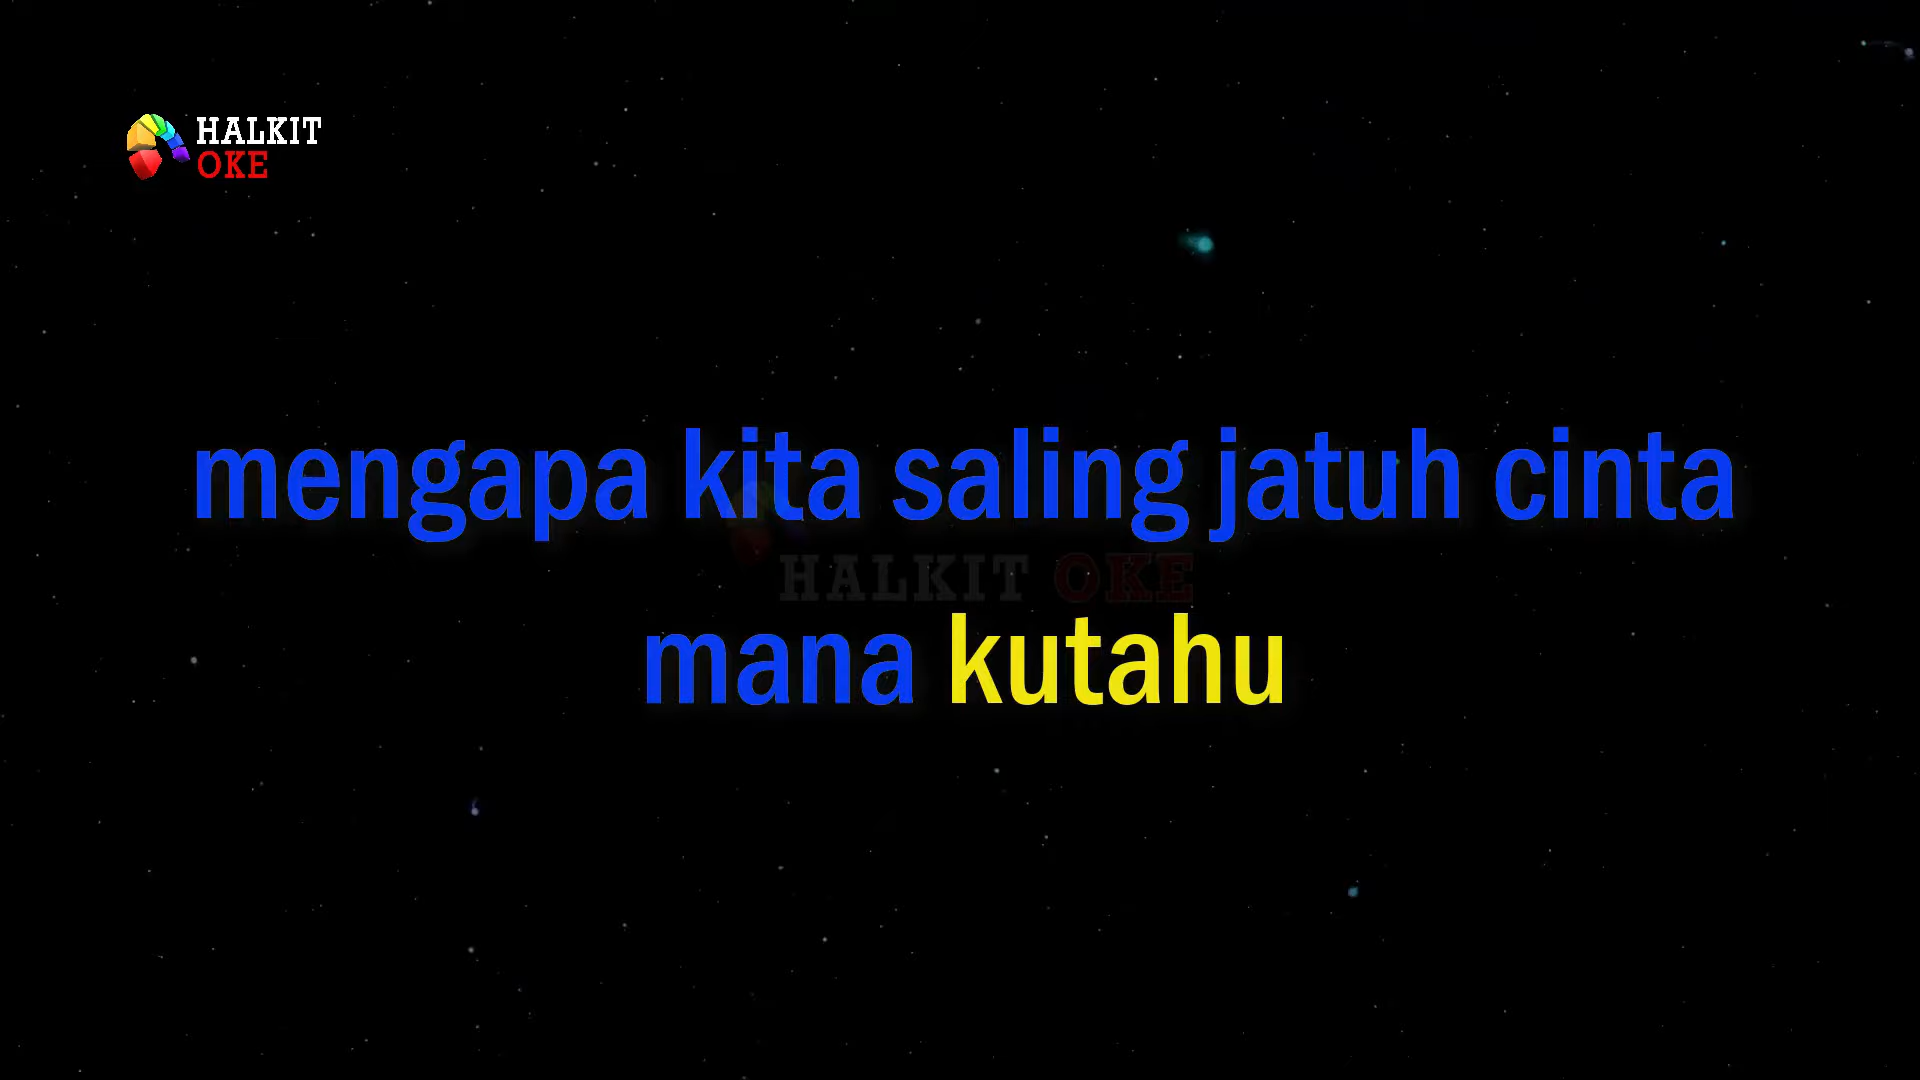 HALKIT
OKE
mengapa kita saling jatuh cinta
HALKIT OKE
mana kutahu